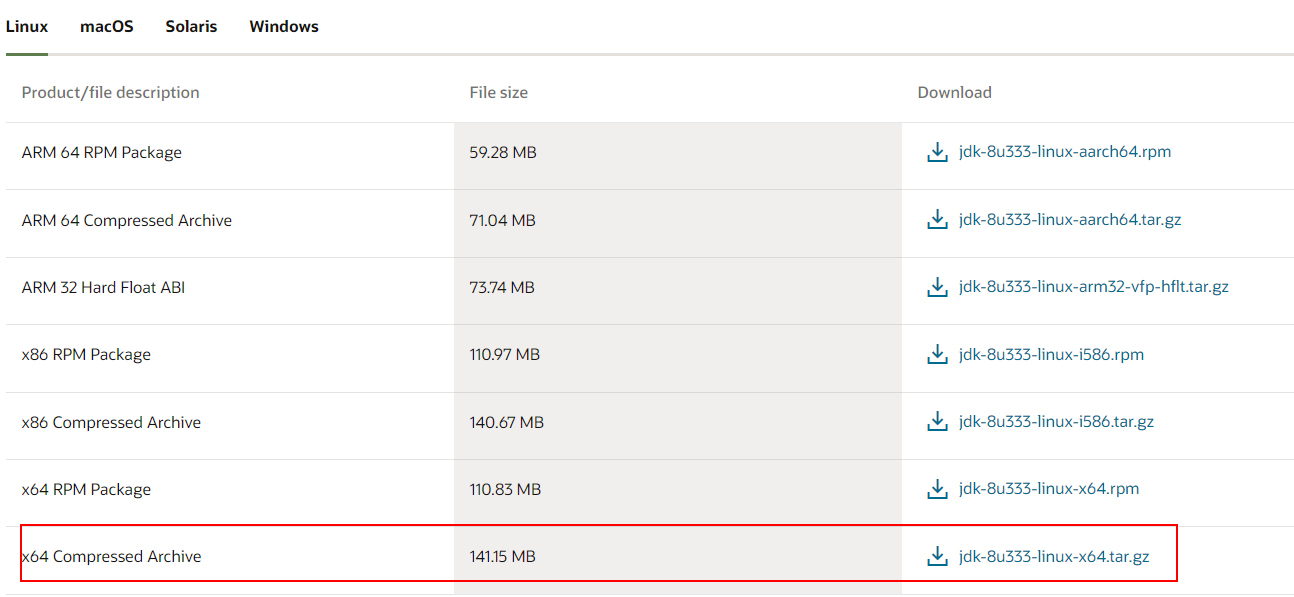 Linux macOS Solaris Windows
Product/file description File size Download
ARM 64 RPM Package 59.28 MB jdk-8u333-linux-aarch64.rpm
ARM 64 Compressed Archive 71.04 MB jdk-8u333-linux-aarch64.tar.gz
ARM 32 Hard Float ABI 73.74 MB jdk-8u333-linux-arm32-vfp-hflt.tar.gz
x86 RPM Package 110.97 MB jdk-8u333-linux-i586.rpm
x86 Compressed Archive 140.67 MB jdk-8u333-linux-i586.tar.gz
x64 RPM Package 110.83 MB jdk-8u333-linux-x64.rpm
x64 Compressed Archive 141.15 MB jdk-8u333-linux-x64.tar.gz